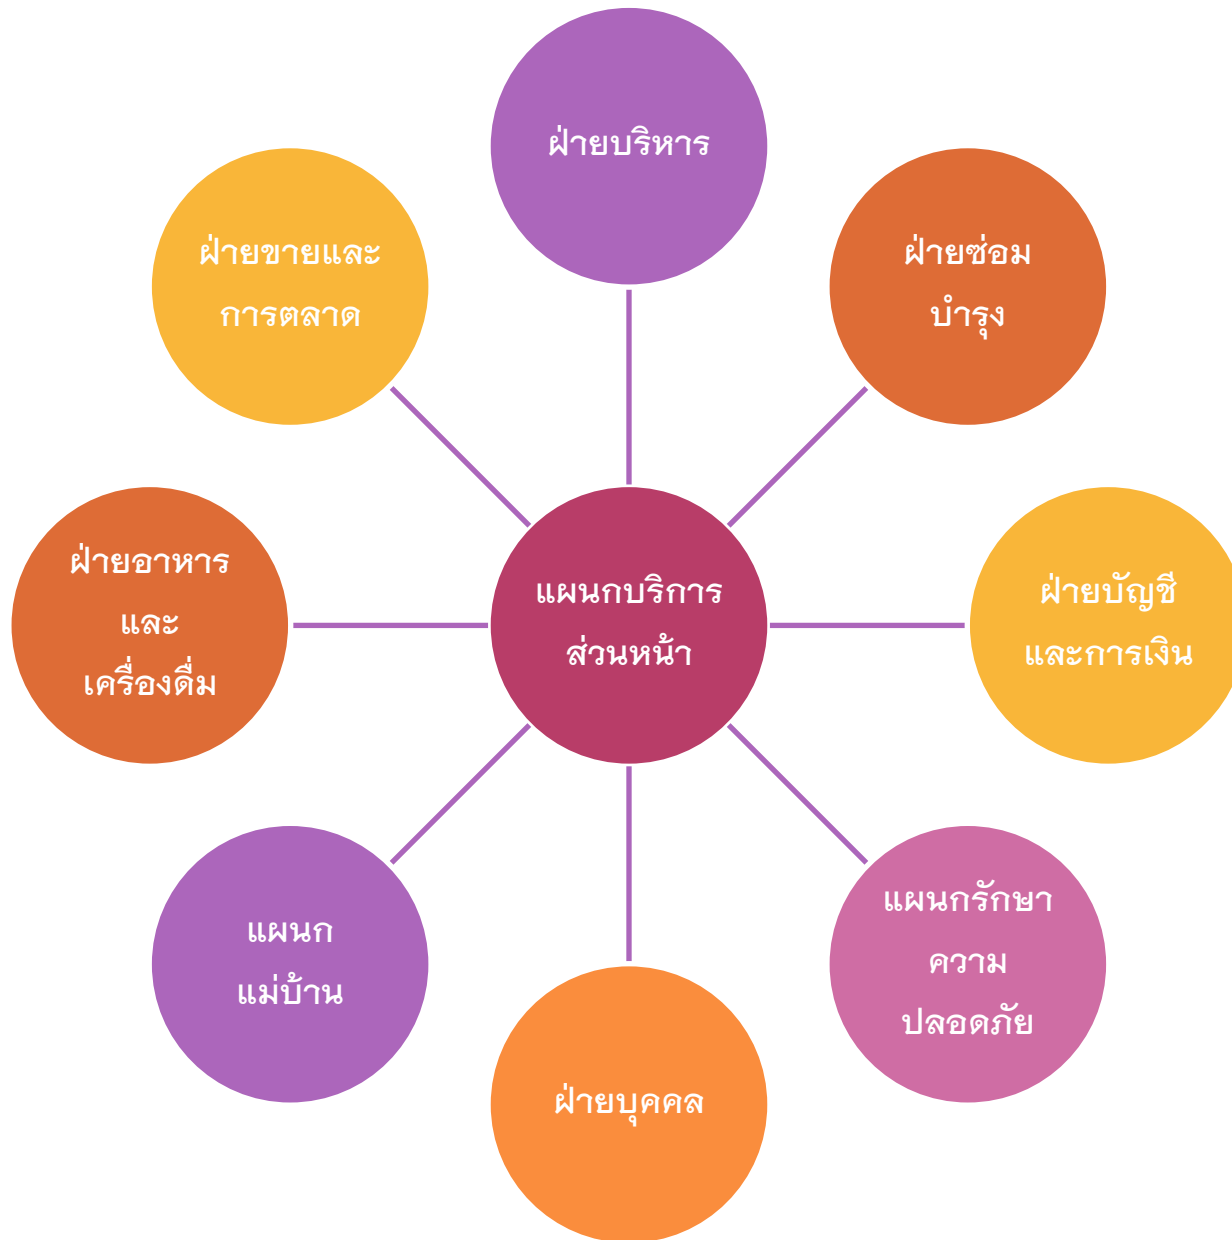 ฝ่ายบริหาร
ฝ่ายซ่อม
บำรุง
ฝ่ายบัญชี
และการเงิน
แผนกรักษา
ความ
ปลอดภัย
ฝ่ายบุคคล
แผนก
แม่บ้าน
ฝ่ายอาหาร
และ
เครื่องดื่ม
ฝ่ายขายและ
การตลาด
แผนกบริการ
ส่วนหน้า